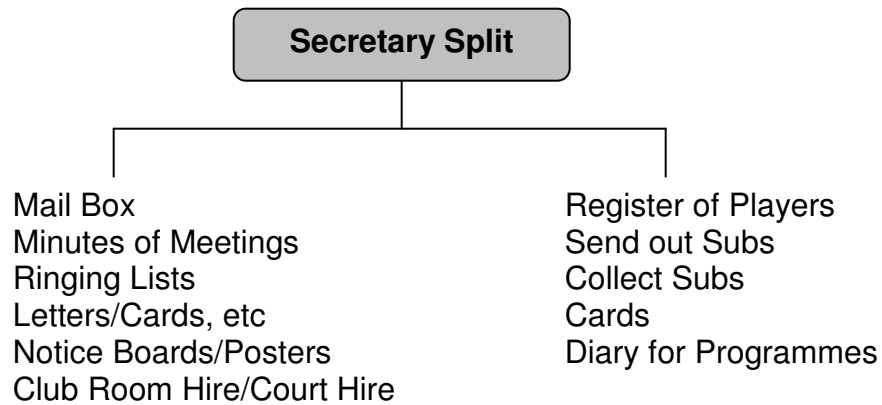 Secretary Split
Mail Box
Minutes of Meetings
Ringing Lists
Letters/Cards, etc
Notice Boards/Posters
Club Room Hire/Court Hire
Register of Players
Send out Subs
Collect Subs
Cards
Diary for Programmes